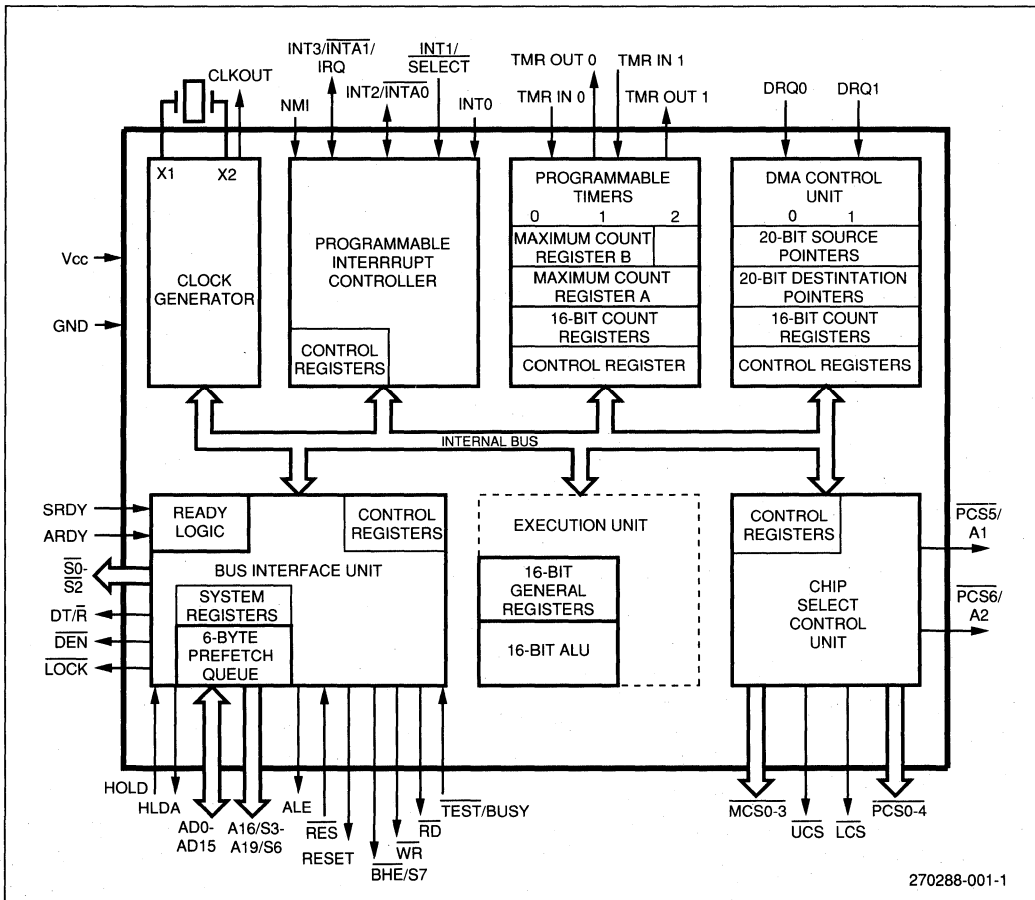 CLKOUT
INT3/INTA1/
IRQ
INT2/INTA0
INT1/
SELECT
NMI
INT0
TMR OUT 0
TMR IN 1
TMR IN 0
TMR OUT 1
DRQ0
DRQ1
X1
X2
CLOCK
GENERATOR
PROGRAMMABLE
INTERRRUPT
CONTROLLER
CONTROL
REGISTERS
PROGRAMMABLE
TIMERS
0 1 2
MAXIMUM COUNT
REGISTER B
MAXIMUM COUNT
REGISTER A
16-BIT COUNT
REGISTERS
CONTROL REGISTER
DMA CONTROL
UNIT
0 1
20-BIT SOURCE
POINTERS
20-BIT DESTINTATION
POINTERS
16-BIT COUNT
REGISTERS
CONTROL REGISTERS
Vcc
GND
INTERNAL BUS
SRDY
ARDY
S0-
S2
DT/R
DEN
LOCK
READY
LOGIC
CONTROL
REGISTERS
BUS INTERFACE UNIT
SYSTEM
REGISTERS
6-BYTE
PREFETCH
QUEUE
EXECUTION UNIT
16-BIT
GENERAL
REGISTERS
16-BIT ALU
CONTROL
REGISTERS
CHIP
SELECT
CONTROL
UNIT
PCS5/
A1
PCS6/
A2
HOLD
HLDA
AD0-
AD15
A16/S3-
A19/S6
ALE
RES
RESET
BHE/S7
WR
RD
TEST/BUSY
MCS0-3
UCS
LCS
PCS0-4
270288-001-1